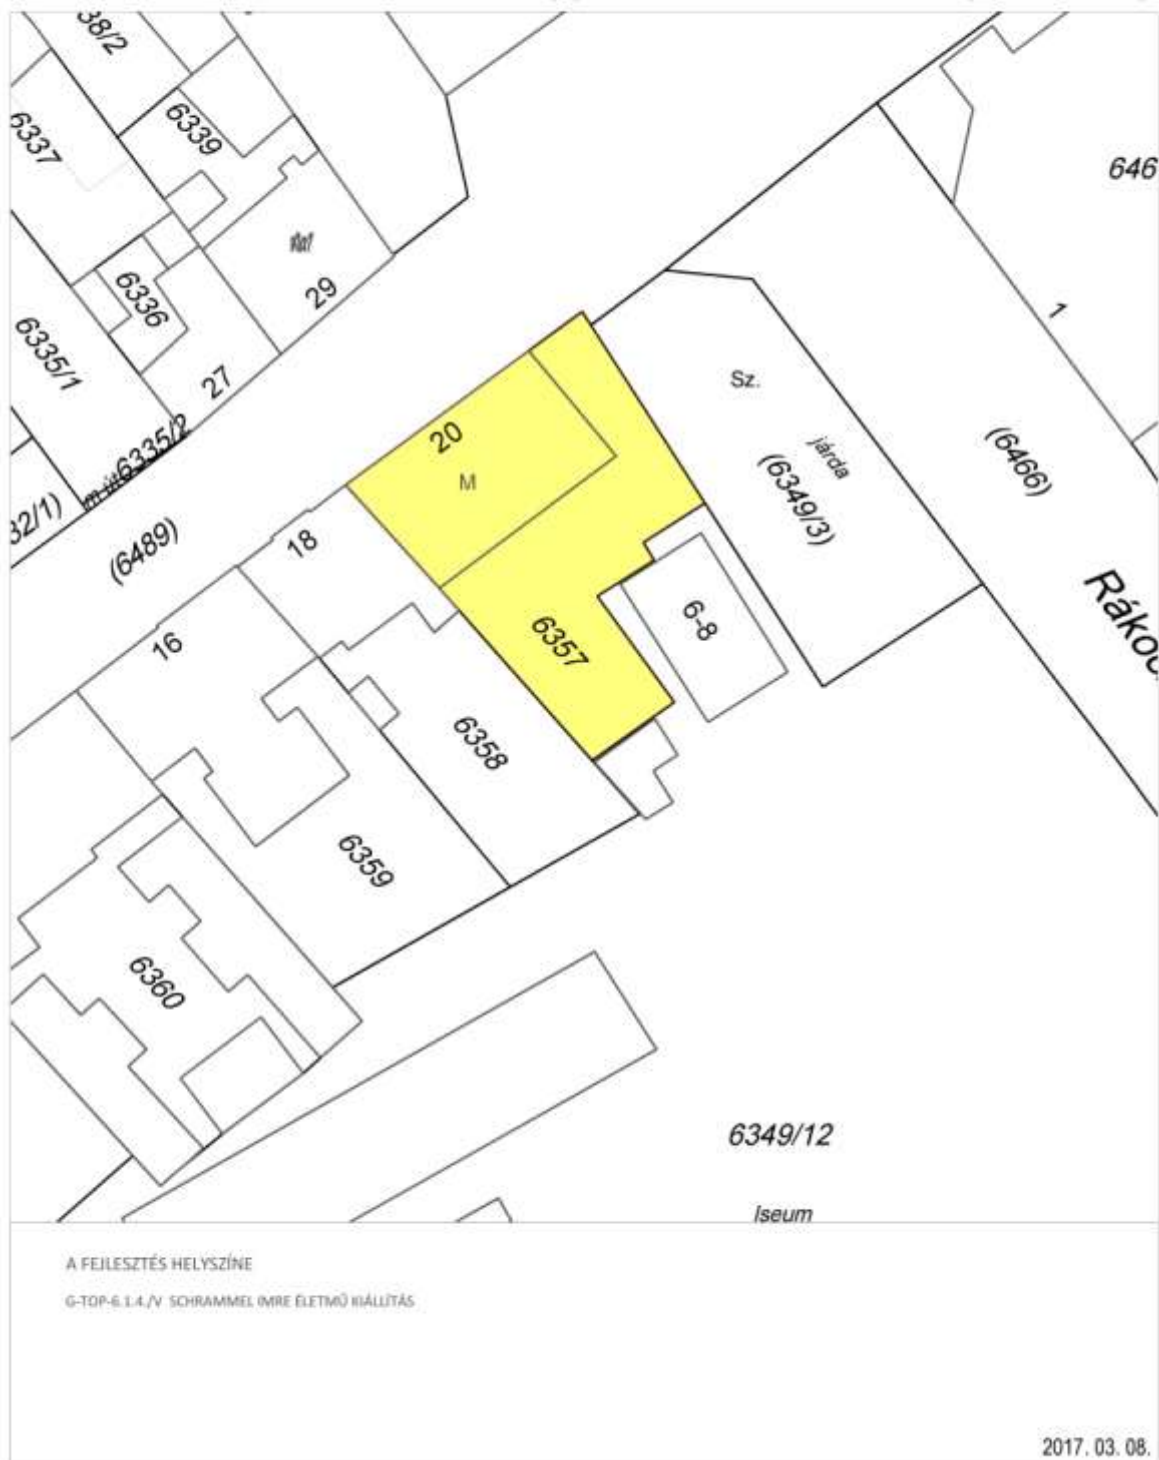 38/2
6337
6339
646
6336
29
1
6335/1
27
Sz.
20
járda
6335/2
M
(6349/3)
(6466)
32/1)
(6489)
18
6-8
Rákoc
16
6357
6358
6359
6360
6349/12
Iseum
A FEJLESZTÉS HELYSZÍNE
G-TOP-6.1.4./V SCHRAMMEL IMRE ÉLETMŰ KIÁLLÍTÁS
2017. 03. 08.